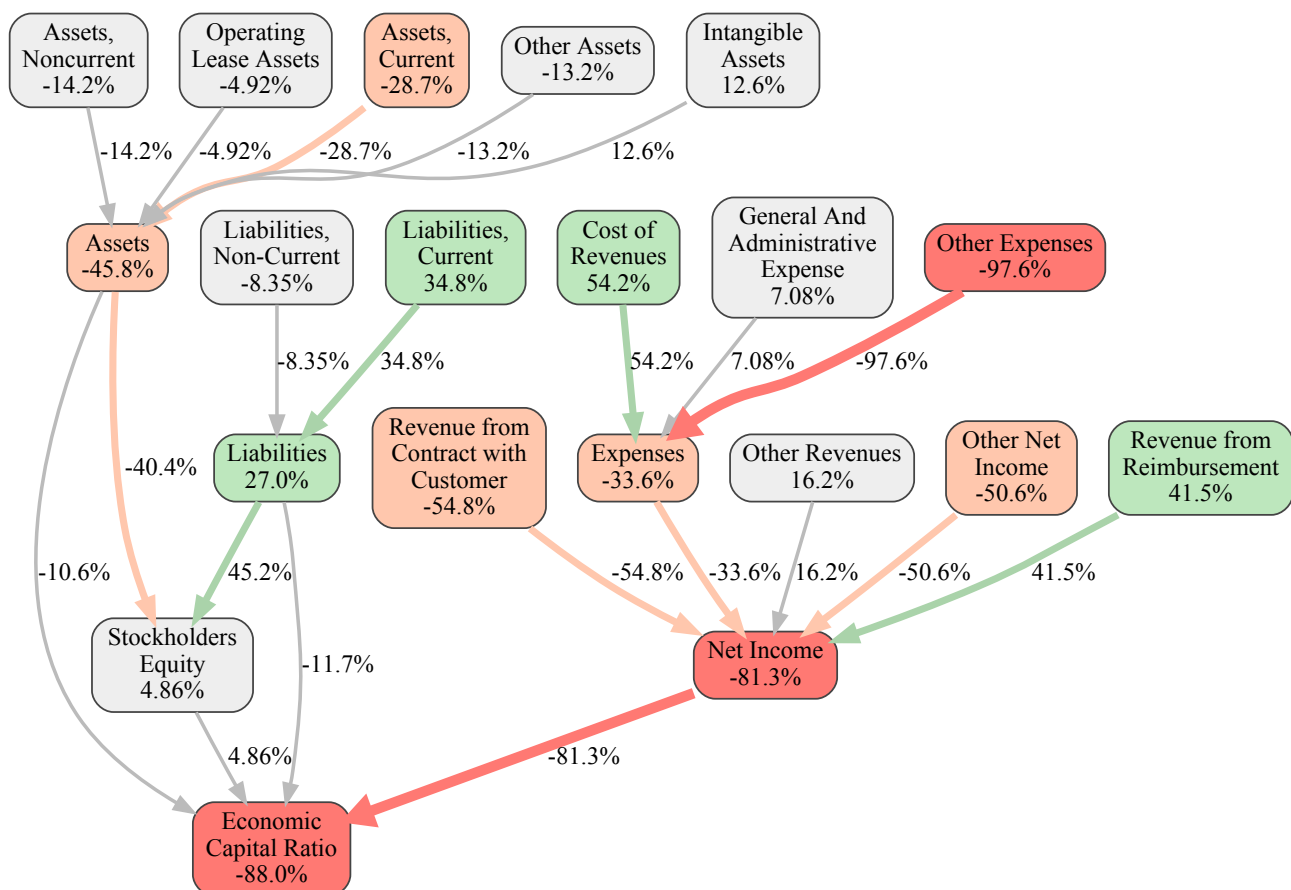 Assets,
Noncurrent
-14.2%
Operating
Lease Assets
-4.92%
Assets,
Current
-28.7%
Other Assets
-13.2%
Intangible
Assets
12.6%
-14.2%
-4.92%
-28.7%
-13.2%
12.6%
Assets
-45.8%
Liabilities,
Non-Current
-8.35%
Liabilities,
Current
34.8%
Cost of
Revenues
54.2%
General And
Administrative
Expense
7.08%
Other Expenses
-97.6%
-8.35%
34.8%
54.2%
7.08%
-97.6%
-40.4%
Liabilities
27.0%
Revenue from
Contract with
Customer
-54.8%
Expenses
-33.6%
Other Revenues
16.2%
Other Net
Income
-50.6%
Revenue from
Reimbursement
41.5%
-10.6%
45.2%
-54.8%
-33.6%
16.2%
-50.6%
41.5%
Stockholders
Equity
4.86%
-11.7%
Net Income
-81.3%
4.86%
-81.3%
Economic
Capital Ratio
-88.0%